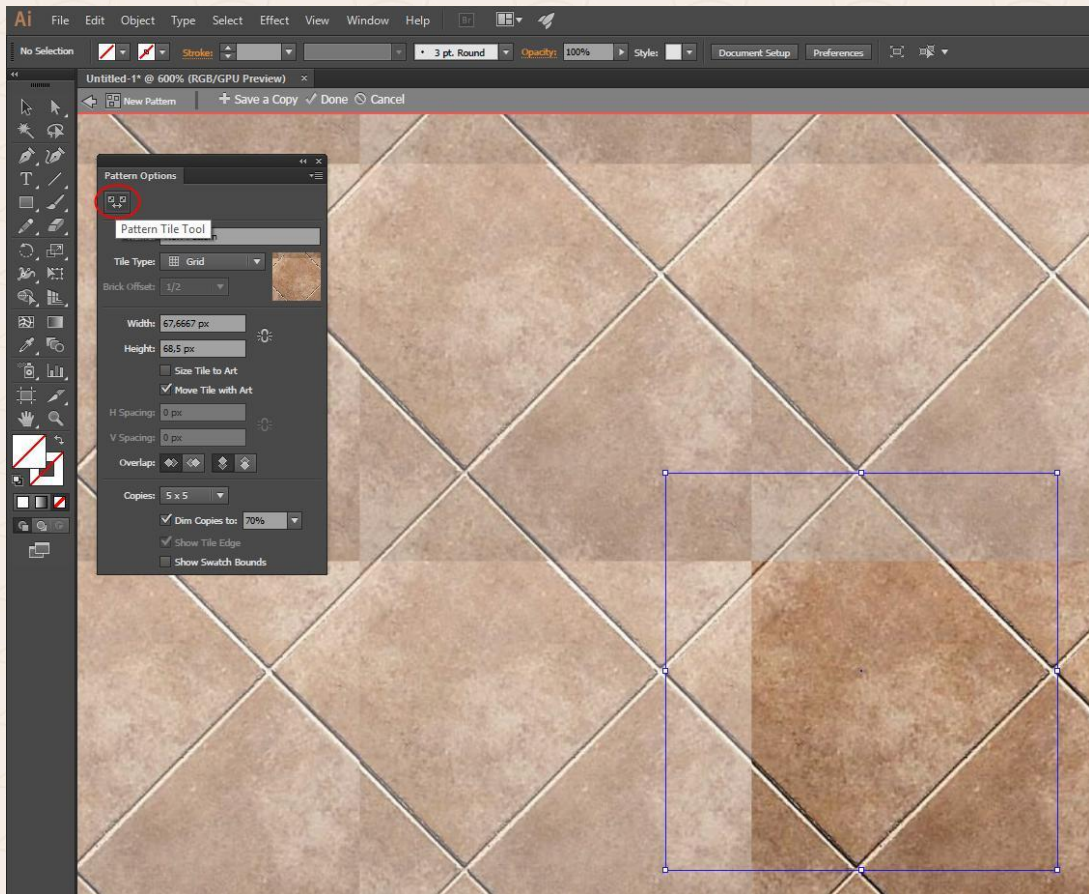 Ai File Edit Object Type Select Effect View Window Help Br
No Selection Stroke: 3 pt. Round Opacity: 100% Style: Document Setup Preferences
Untitled-1* @ 600% (RGB/GPU Preview) ×
New Pattern + Save a Copy ✓ Done Cancel
Pattern Options
Pattern Tile Tool
Tile Type: Grid
Brick Offset: 1/2
Width: 67,6667 px
Height: 68,5 px
Size Tile to Art
Move Tile with Art
H Spacing: 0 px
V Spacing: 0 px
Overlap:
Copies: 5 x 5
Dim Copies to: 70%
Show Tile Edge
Show Swatch Bounds